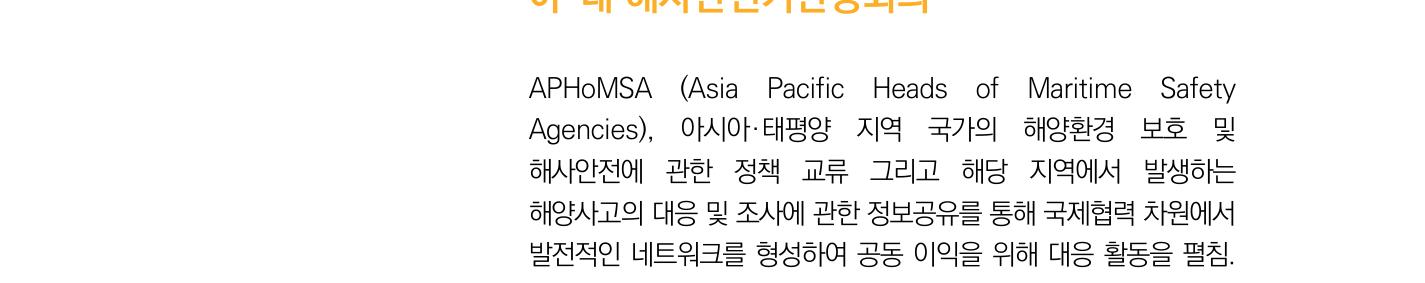 APHoMSA (Asia Pacific Heads of Maritime Safety
Agencies), 아시아·태평양 지역 국가의 해양환경 보호 및
해사안전에 관한 정책 교류 그리고 해당 지역에서 발생하는
해양사고의 대응 및 조사에 관한 정보공유를 통해 국제협력 차원에서
발전적인 네트워크를 형성하여 공동 이익을 위해 대응 활동을 펼침.